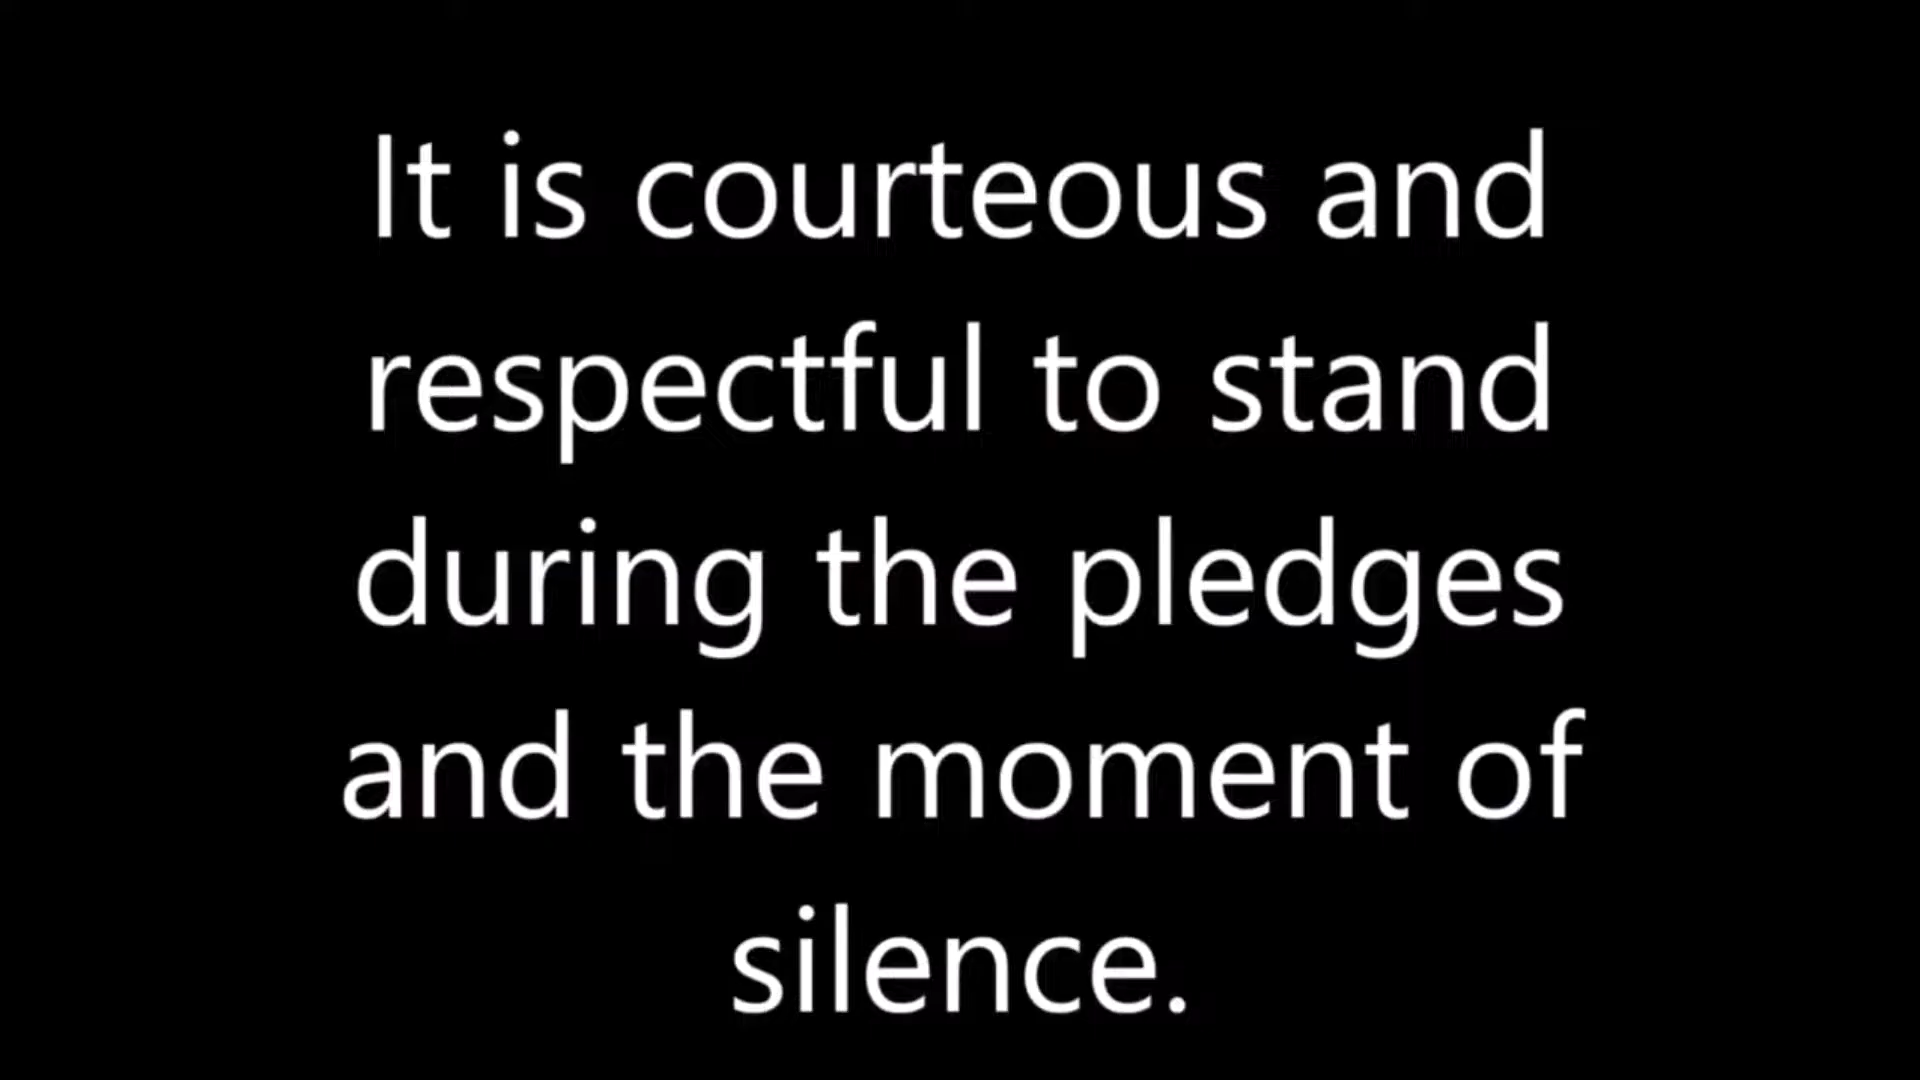 It is courteous and
respectful to stand
during the pledges
and the moment of
silence.